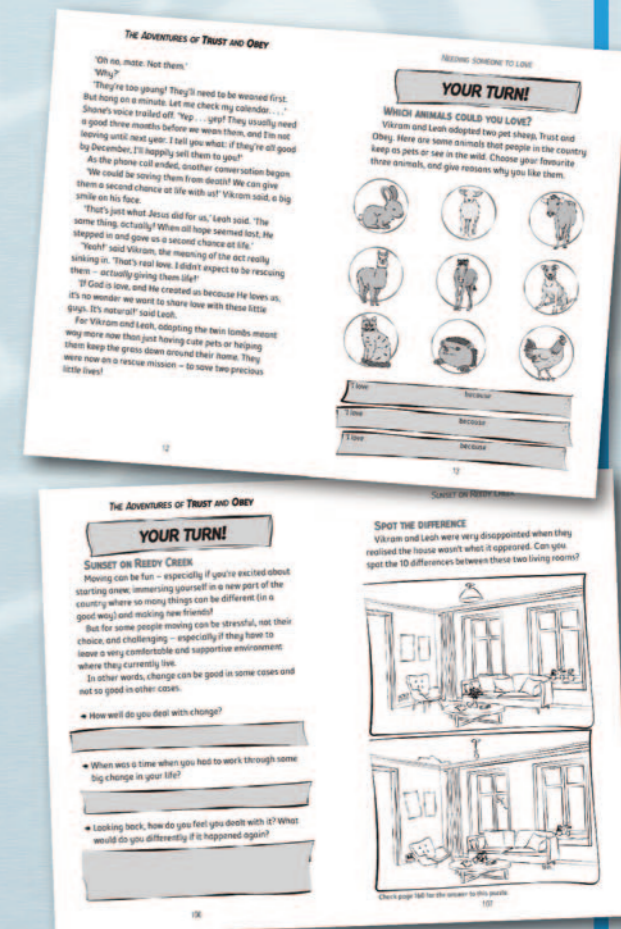 THE ADVENTURES OF TRUST AND OBEY
'Oh no, mate. Not them.'
'Why?'
'They're too young! They'll need to be weaned first.
But hang on a minute. Let me check my calendar. . . .'
Shane's voice trailed off. 'Yep . . . yep! They usually need
a good three months before we wean them, and I'm not
leaving until next year. I tell you what: if they're all good
by December, I'll happily sell them to you!'
As the phone call ended, another conversation began.
'We could be saving them from death! We can give
them a second chance at life with us!' Vikram said, a big
smile on his face.
'That's just what Jesus did for us,' Leah said. 'The
same thing, actually! When all hope seemed lost, He
stepped in and gave us a second chance at life.'
'Yeah!' said Vikram, the meaning of the act really
sinking in. 'That's real love. I didn't expect to be rescuing
them – actually giving them life!'
'If God is love, and He created us because He loves us,
it's no wonder we want to share love with these little
guys. It's natural!' said Leah.
For Vikram and Leah, adopting the twin lambs meant
way more now than just having cute pets or helping
them keep the grass down around their home. They
were now on a rescue mission – to save two precious
little lives!
12
NEEDING SOMEONE TO LOVE
YOUR TURN!
WHICH ANIMALS COULD YOU LOVE?
Vikram and Leah adopted two pet sheep, Trust and
Obey. Here are some animals that people in the country
keep as pets or see in the wild. Choose your favourite
three animals, and give reasons why you like them.
'I love because
'I love because
'I love because
THE ADVENTURES OF TRUST AND OBEY
YOUR TURN!
SUNSET ON REEDY CREEK
Moving can be fun – especially if you're excited about
starting anew, immersing yourself in a new part of the
country where so many things can be different (in a
good way) and making new friends!
But for some people moving can be stressful, not their
choice, and challenging – especially if they have to
leave a very comfortable and supportive environment
where they currently live.
In other words, change can be good in some cases and
not so good in other cases.
➔ How well do you deal with change?
➔ When was a time when you had to work through some
big change in your life?
➔ Looking back, how do you feel you dealt with it? What
would do you differently if it happened again?
106
SUNSET ON REEDY CREEK
SPOT THE DIFFERENCE
Vikram and Leah were very disappointed when they
realised the house wasn't what it appeared. Can you
spot the 10 differences between these two living rooms?
Check page 160 for the answer to this puzzle.
107